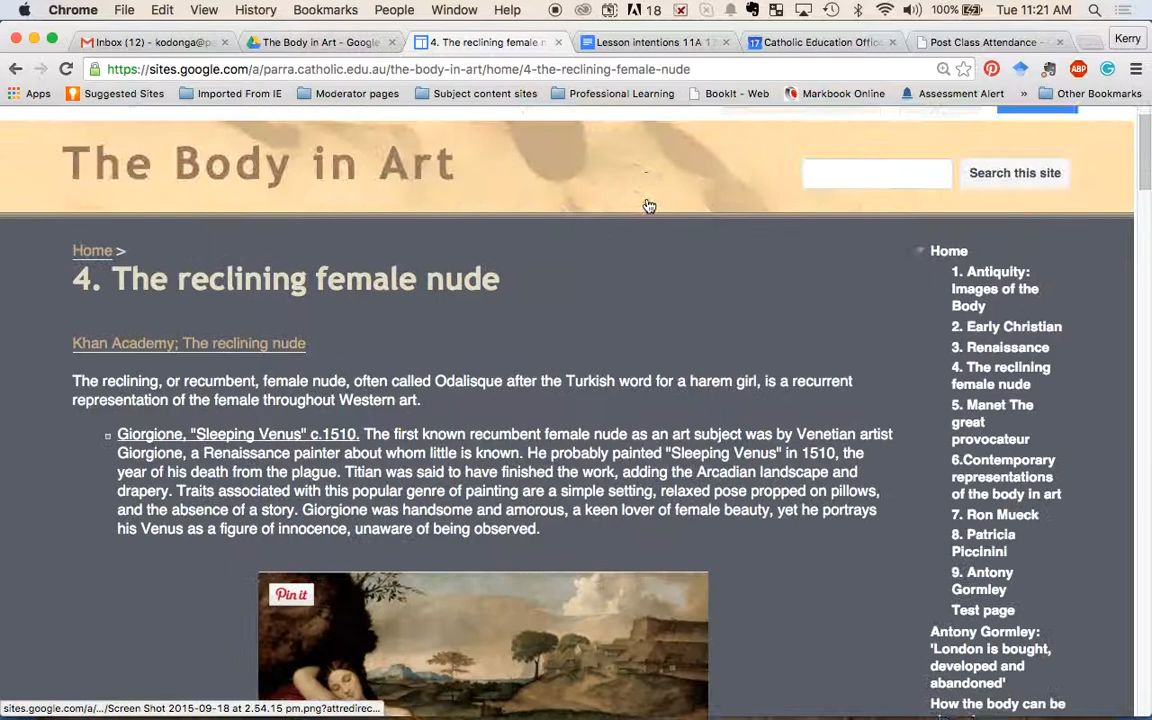 Chrome File Edit View History Bookmarks People Window Help 18 100% Tue 11:21 AM
Inbox (12) - kodonga@p The Body in Art - Google 4. The reclining female n Lesson intentions 11A 1 Catholic Education Offic Post Class Attendance - Kerry
https://sites.google.com/a/parra.catholic.edu.au/the-body-in-art/home/4-the-reclining-female-nude
Apps Suggested Sites Imported From IE Moderator pages Subject content sites Professional Learning BookIt - Web Markbook Online Assessment Alert » Other Bookmarks
The Body in Art
Search this site
Home >
4. The reclining female nude
Khan Academy; The reclining nude
The reclining, or recumbent, female nude, often called Odalisque after the Turkish word for a harem girl, is a recurrent
representation of the female throughout Western art.
Giorgione, "Sleeping Venus" c.1510. The first known recumbent female nude as an art subject was by Venetian artist
Giorgione, a Renaissance painter about whom little is known. He probably painted "Sleeping Venus" in 1510, the
year of his death from the plague. Titian was said to have finished the work, adding the Arcadian landscape and
drapery. Traits associated with this popular genre of painting are a simple setting, relaxed pose propped on pillows,
and the absence of a story. Giorgione was handsome and amorous, a keen lover of female beauty, yet he portrays
his Venus as a figure of innocence, unaware of being observed.
Pin it
Home
1. Antiquity:
Images of the
Body
2. Early Christian
3. Renaissance
4. The reclining
female nude
5. Manet The
great
provocateur
6.Contemporary
representations
of the body in art
7. Ron Mueck
8. Patricia
Piccinini
9. Antony
Gormley
Test page
Antony Gormley:
'London is bought,
developed and
abandoned'
How the body can be
sites.google.com/a/.../Screen Shot 2015-09-18 at 2.54.15 pm.png?attredirec...